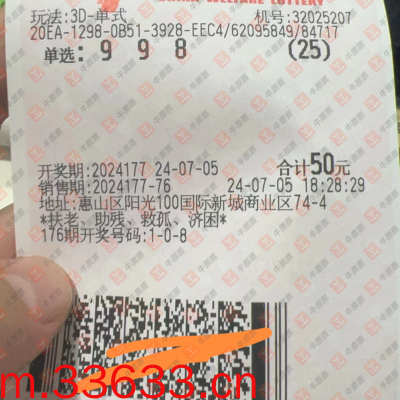 CHINA WELFARE LOTTERY
玩法:3D-单式 机号:32025207
20EA-1298-0B51-3928-EEC4/62095849/84717
单选: 9 9 8 (25)
开奖期:2024177 24-07-05 合计50元
销售期:2024177-76 24-07-05 18:28:29
地址:惠山区阳光100国际新城商业区74-4
*扶老、助残、救孤、济困*
176期开奖号码:1-0-8
m.33633.cn